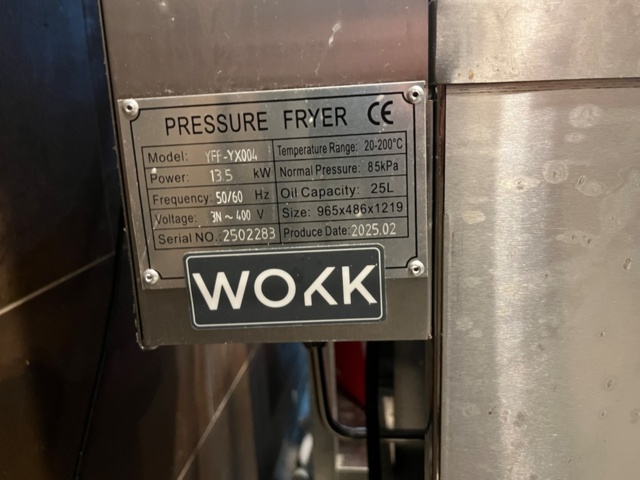 PRESSURE FRYER CE
Model: YFF-YX004 Temperature Range: 20-200°C
Power: 13.5 kW Normal Pressure: 85kPa
Frequency: 50/60 Hz Oil Capacity: 25L
Voltage: 3N ~ 400 V Size: 965x486x1219
Serial NO.: 2502283 Produce Date: 2025.02
WOKK